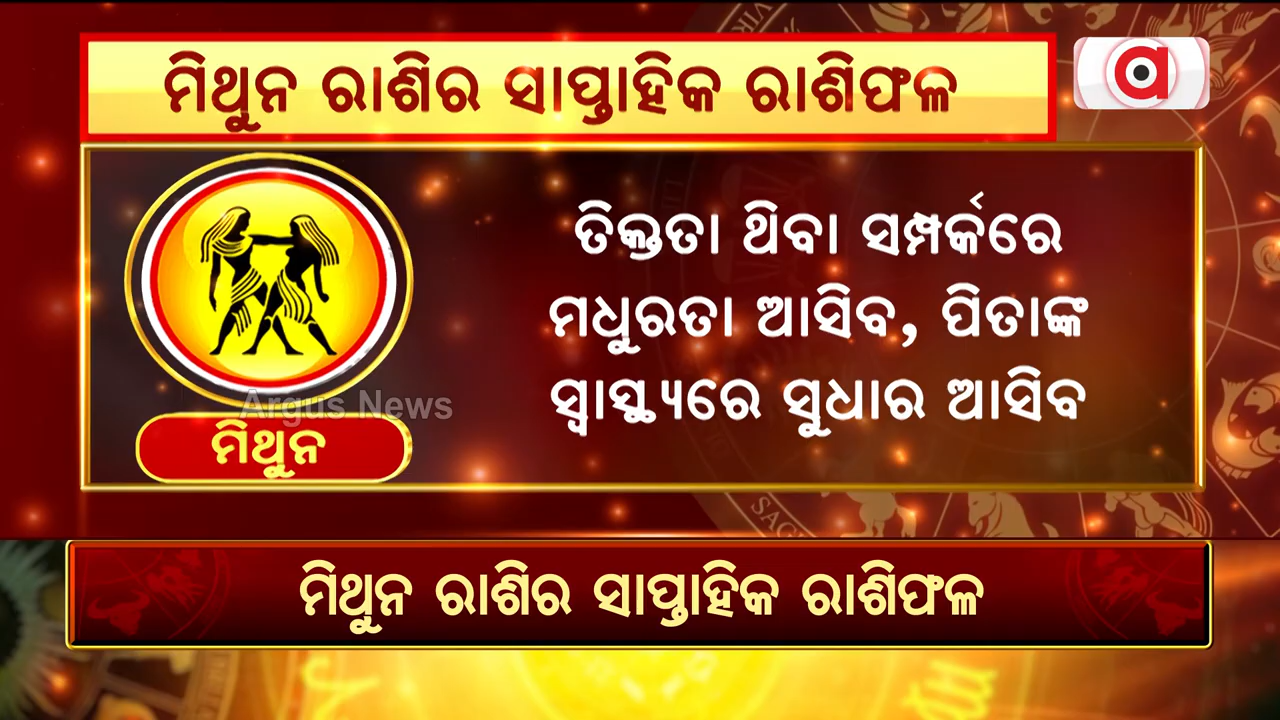 ମିଥୁନ ରାଶିର ସାପ୍ତାହିକ ରାଶିଫଳ
ତିକ୍ତତା ଥିବା ସମ୍ପର୍କରେ
ମଧୁରତା ଆସିବ, ପିତାଙ୍କ
ସ୍ୱାସ୍ଥ୍ୟରେ ସୁଧାର ଆସିବ
Argus News
ମିଥୁନ
ମିଥୁନ ରାଶିର ସାପ୍ତାହିକ ରାଶିଫଳ